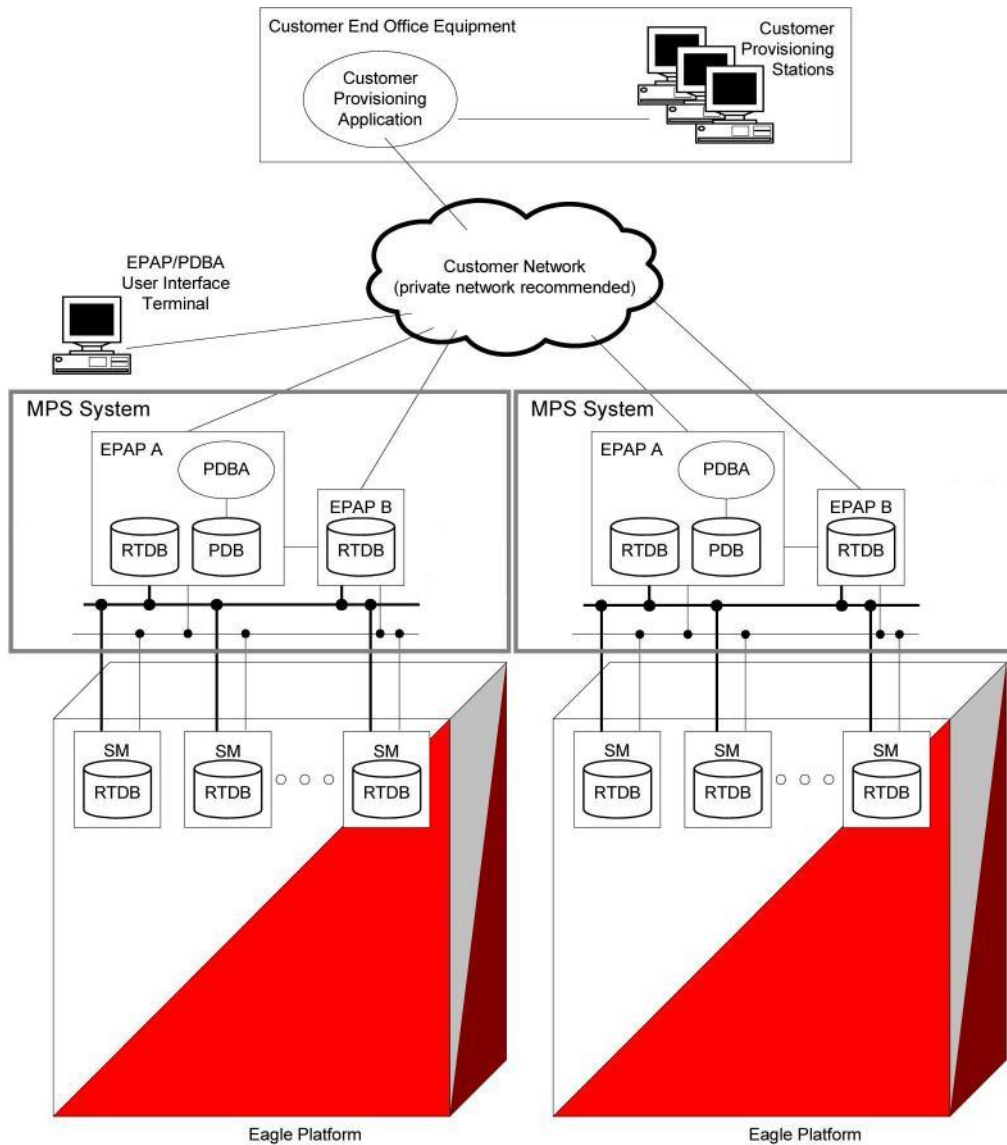 Customer End Office Equipment
Customer
Provisioning
Application
Customer
Provisioning
Stations
Customer Network
(private network recommended)
EPAP/PDBA
User Interface
Terminal
MPS System
EPAP A
PDBA
RTDB
PDB
EPAP B
RTDB
MPS System
EPAP A
PDBA
RTDB
PDB
EPAP B
RTDB
SM
RTDB
SM
RTDB
SM
RTDB
SM
RTDB
SM
RTDB
SM
RTDB
Eagle Platform
Eagle Platform